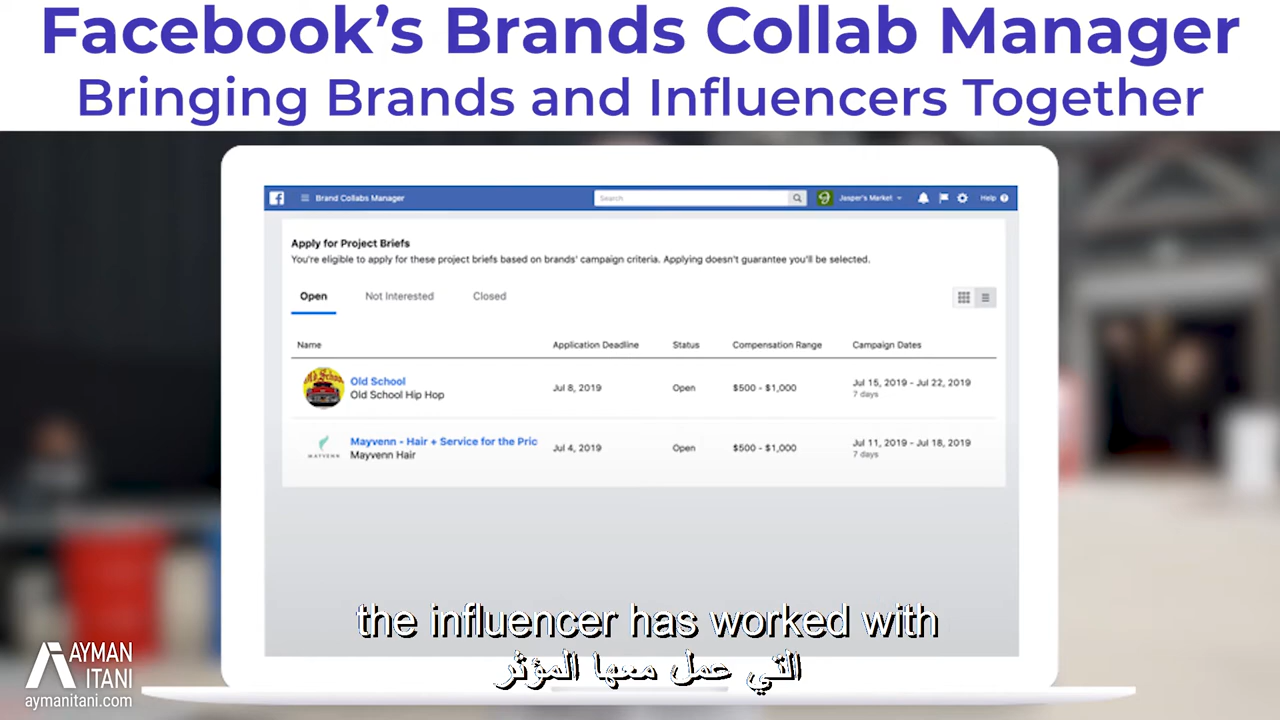 Facebook’s Brands Collab Manager
Bringing Brands and Influencers Together
Brand Collabs Manager
Search
Jasper's Market
Help
Apply for Project Briefs
You're eligible to apply for these project briefs based on brands' campaign criteria. Applying doesn't guarantee you'll be selected.
Open Not Interested Closed
Name Application Deadline Status Compensation Range Campaign Dates
Old School
Old School
Old School Hip Hop
Jul 8, 2019 Open $500 - $1,000 Jul 15, 2019 - Jul 22, 2019
7 days
MAYVENN
Mayvenn - Hair + Service for the Pric
Mayvenn Hair
Jul 4, 2019 Open $500 - $1,000 Jul 11, 2019 - Jul 18, 2019
7 days
the influencer has worked with
التي عمل معها المؤثر
AYMAN
ITANI
aymanitani.com